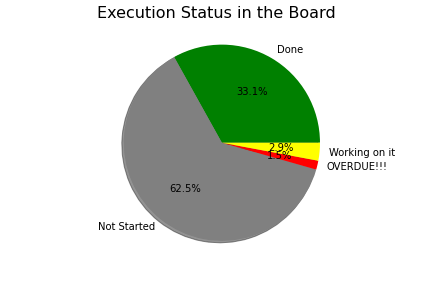 Execution Status in the Board
Done
33.1%
2.9%
Working on it
1.5%
OVERDUE!!!
62.5%
Not Started